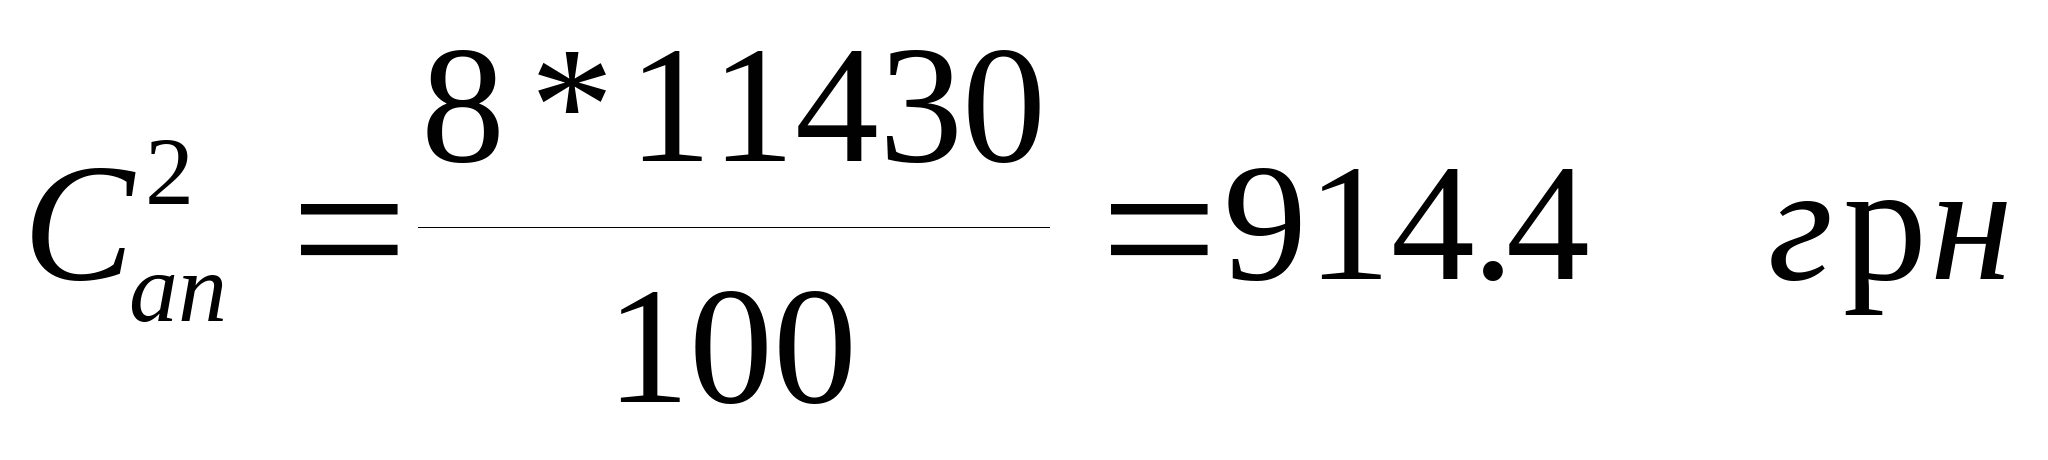 C²ап = 8 * 11430 / 100 = 914.4 грн